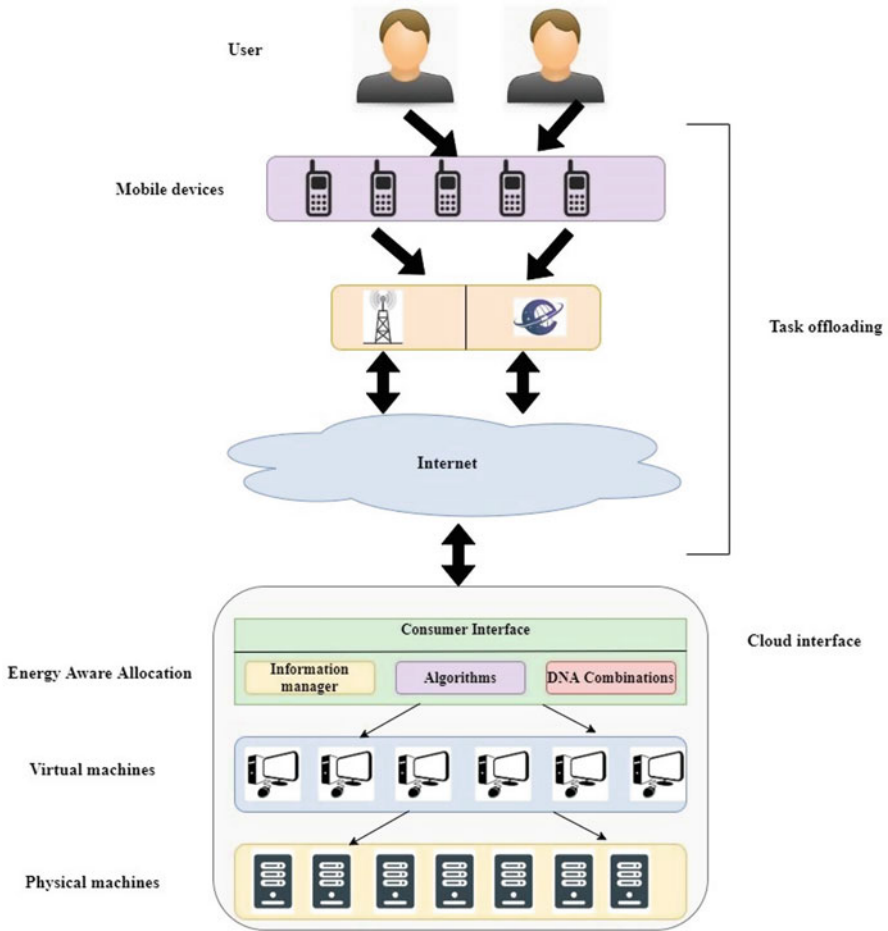 User
Mobile devices
Task offloading
Internet
Consumer Interface
Cloud interface
Energy Aware Allocation
Information
manager
Algorithms
DNA Combinations
Virtual machines
Physical machines